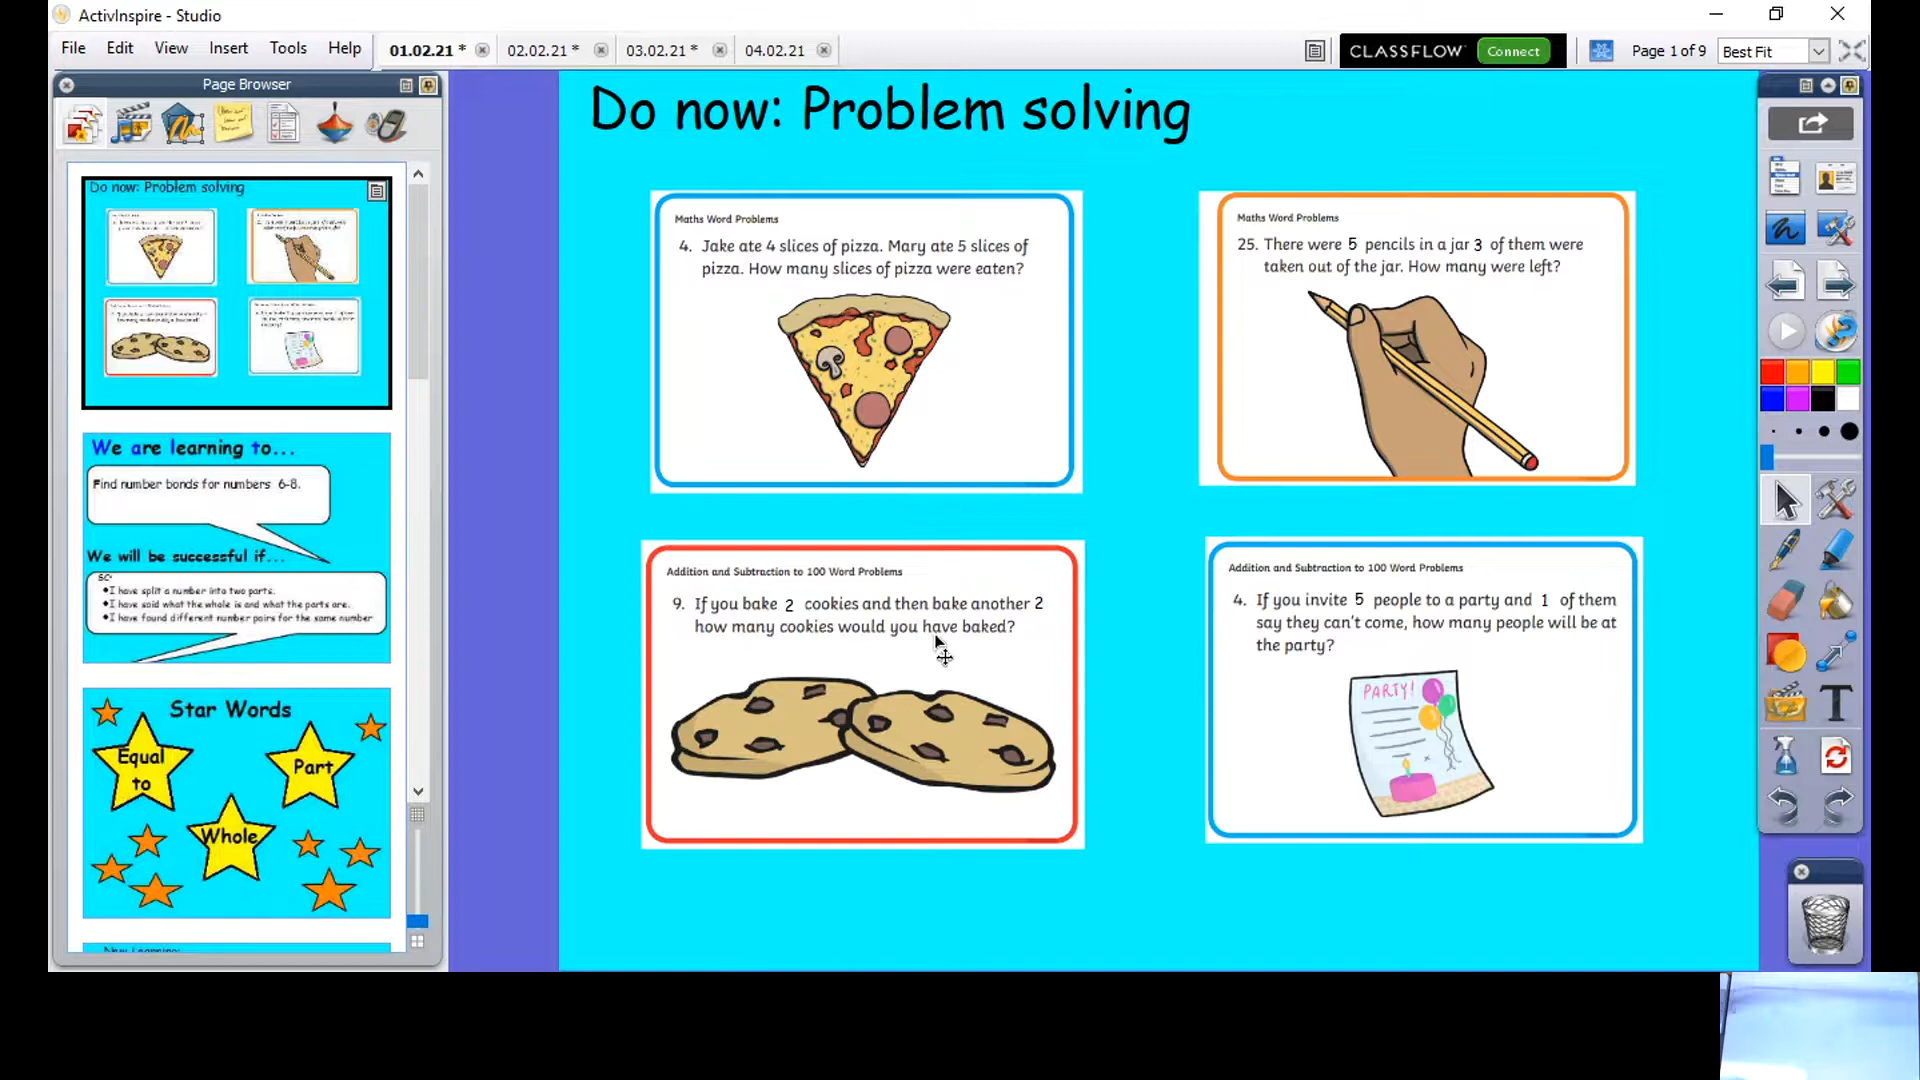 ActivInspire - Studio
File Edit View Insert Tools Help
01.02.21 * 02.02.21 * 03.02.21 * 04.02.21
CLASSFLOW Connect
Page 1 of 9 Best Fit
Page Browser
Do now: Problem solving
We are learning to...
Find number bonds for numbers 6-8.
We will be successful if...
SC-
I have split a number into two parts.
I have said what the whole is and what the parts are.
I have found different number pairs for the same number
Star Words
Equal
to
Part
Whole
Do now: Problem solving
Maths Word Problems
4. Jake ate 4 slices of pizza. Mary ate 5 slices of
pizza. How many slices of pizza were eaten?
Maths Word Problems
25. There were 5 pencils in a jar 3 of them were
taken out of the jar. How many were left?
Addition and Subtraction to 100 Word Problems
9. If you bake 2 cookies and then bake another 2
how many cookies would you have baked?
Addition and Subtraction to 100 Word Problems
4. If you invite 5 people to a party and 1 of them
say they can't come, how many people will be at
the party?
PARTY!